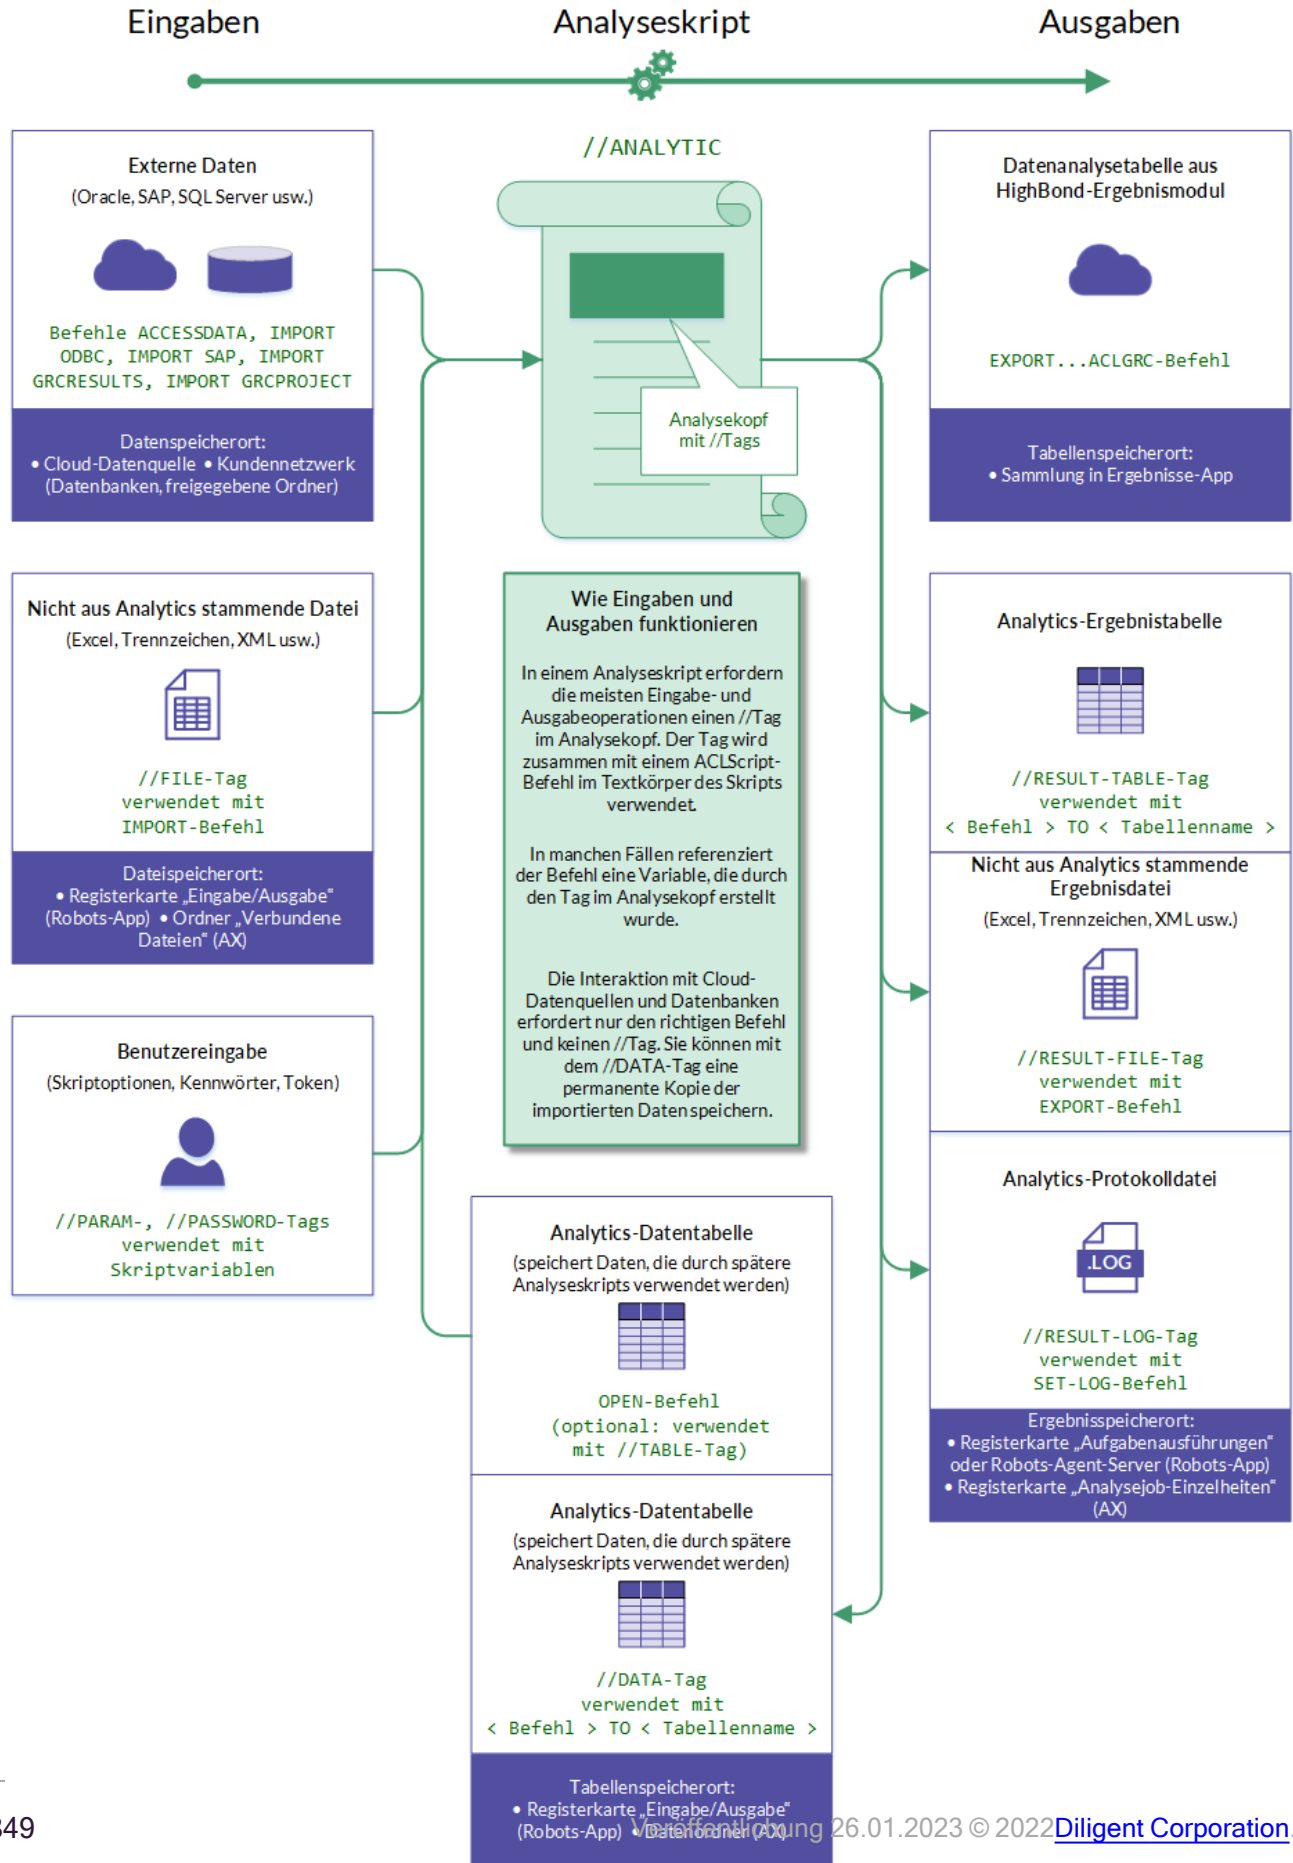 Eingaben
Analyseskript
Ausgaben
Externe Daten
(Oracle, SAP, SQL Server usw.)
Befehle ACCESSDATA, IMPORT
ODBC, IMPORT SAP, IMPORT
GRCRESULTS, IMPORT GRCPROJECT
Datenspeicherort:
• Cloud-Datenquelle • Kundennetzwerk
(Datenbanken, freigegebene Ordner)
Nicht aus Analytics stammende Datei
(Excel, Trennzeichen, XML usw.)
//FILE-Tag
verwendet mit
IMPORT-Befehl
Dateispeicherort:
• Registerkarte „Eingabe/Ausgabe“
(Robots-App) • Ordner „Verbundene
Dateien“ (AX)
Benutzereingabe
(Skriptoptionen, Kennwörter, Token)
//PARAM-, //PASSWORD-Tags
verwendet mit
Skriptvariablen
//ANALYTIC
Analysekopf
mit //Tags
Wie Eingaben und
Ausgaben funktionieren
In einem Analyseskript erfordern
die meisten Eingabe- und
Ausgabeoperationen einen //Tag
im Analysekopf. Der Tag wird
zusammen mit einem ACLScript-
Befehl im Textkörper des Skripts
verwendet.
In manchen Fällen referenziert
der Befehl eine Variable, die durch
den Tag im Analysekopf erstellt
wurde.
Die Interaktion mit Cloud-
Datenquellen und Datenbanken
erfordert nur den richtigen Befehl
und keinen //Tag. Sie können mit
dem //DATA-Tag eine
permanente Kopie der
importierten Daten speichern.
Analytics-Datentabelle
(speichert Daten, die durch spätere
Analyseskripts verwendet werden)
OPEN-Befehl
(optional: verwendet
mit //TABLE-Tag)
Analytics-Datentabelle
(speichert Daten, die durch spätere
Analyseskripts verwendet werden)
//DATA-Tag
verwendet mit
< Befehl > TO < Tabellenname >
Tabellenspeicherort:
• Registerkarte „Eingabe/Ausgabe“
(Robots-App) • Datenordner (AX)
Datenanalysetabelle aus
HighBond-Ergebnismodul
EXPORT...ACLGRC-Befehl
Tabellenspeicherort:
• Sammlung in Ergebnisse-App
Analytics-Ergebnistabelle
//RESULT-TABLE-Tag
verwendet mit
< Befehl > TO < Tabellenname >
Nicht aus Analytics stammende
Ergebnisdatei
(Excel, Trennzeichen, XML usw.)
//RESULT-FILE-Tag
verwendet mit
EXPORT-Befehl
Analytics-Protokolldatei
.LOG
//RESULT-LOG-Tag
verwendet mit
SET-LOG-Befehl
Ergebnisspeicherort:
• Registerkarte „Aufgabenausführungen“
oder Robots-Agent-Server (Robots-App)
• Registerkarte „Analysejob-Einzelheiten“
(AX)
49
Veröffentlichung 26.01.2023 © 2022 Diligent Corporation.